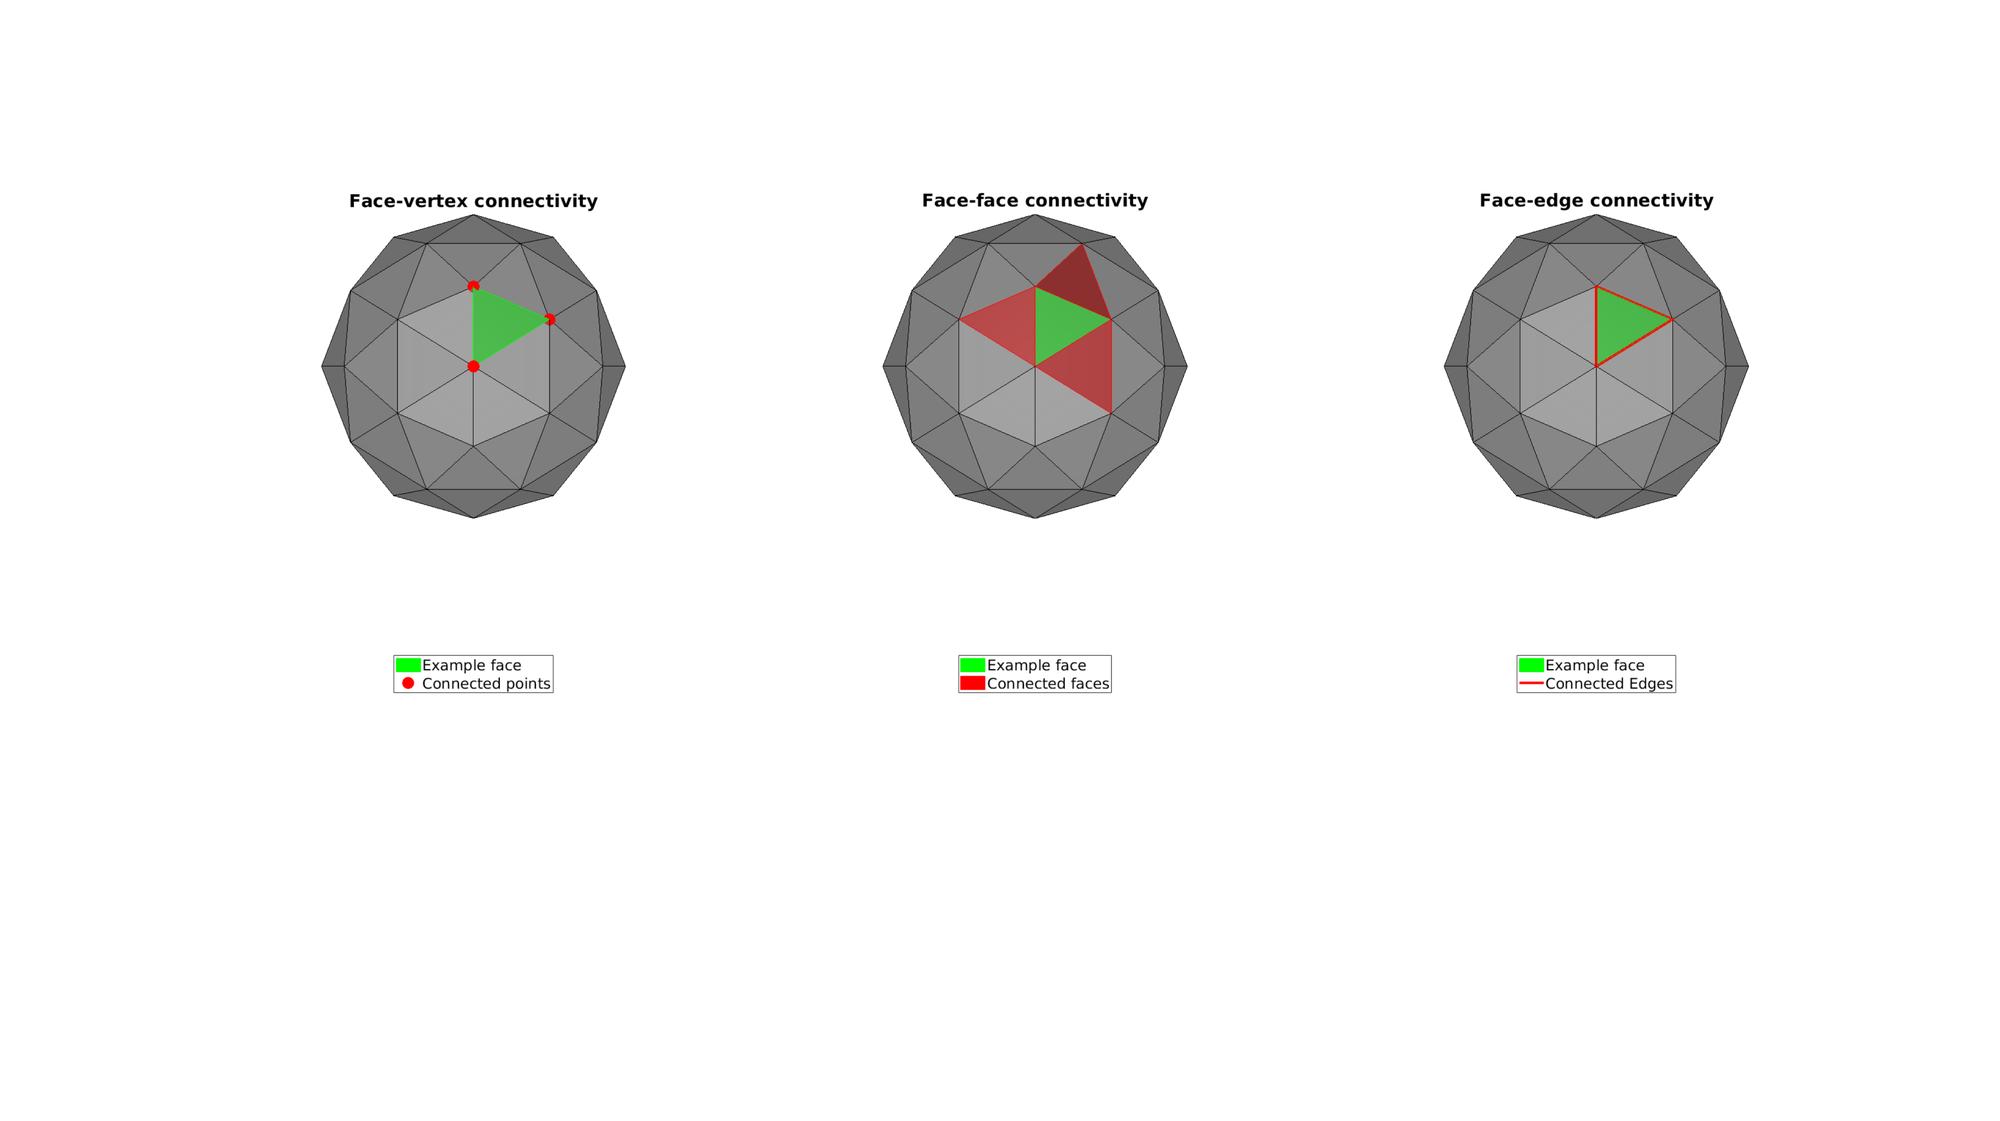 Face-vertex connectivity
Face-face connectivity
Face-edge connectivity
Example face
Connected points
Example face
Connected faces
Example face
Connected Edges